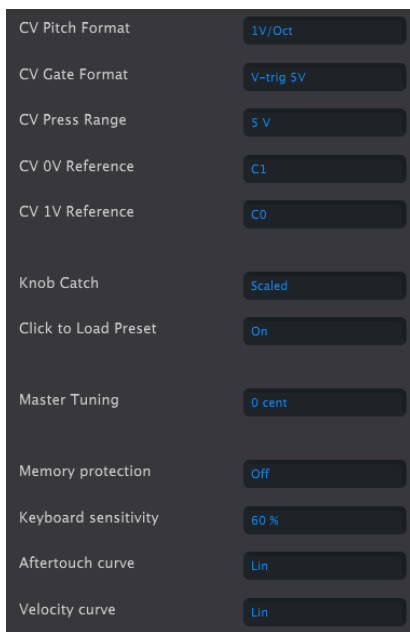 CV Pitch Format 1V/Oct
CV Gate Format V-trig 5V
CV Press Range 5 V
CV 0V Reference C1
CV 1V Reference C0
Knob Catch Scaled
Click to Load Preset On
Master Tuning 0 cent
Memory protection Off
Keyboard sensitivity 60 %
Aftertouch curve Lin
Velocity curve Lin